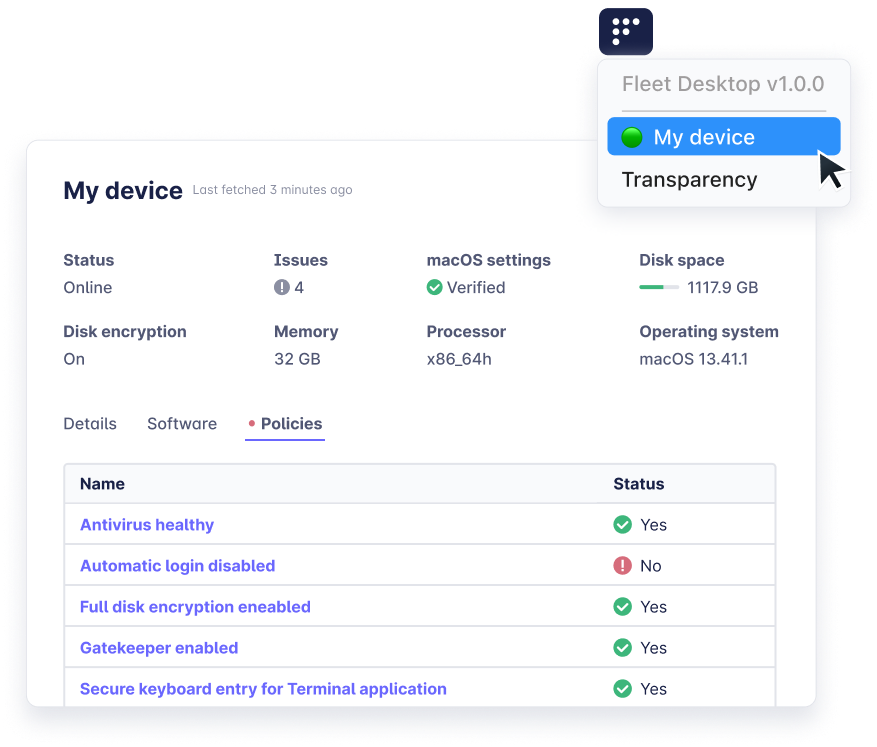 Fleet Desktop v1.0.0
My device
Transparency
My device Last fetched 3 minutes ago
Status Issues macOS settings Disk space
Online 4 Verified 1117.9 GB
Disk encryption Memory Processor Operating system
On 32 GB x86_64h macOS 13.41.1
Details Software Policies
Name Status
Antivirus healthy Yes
Automatic login disabled No
Full disk encryption eneabled Yes
Gatekeeper enabled Yes
Secure keyboard entry for Terminal application Yes